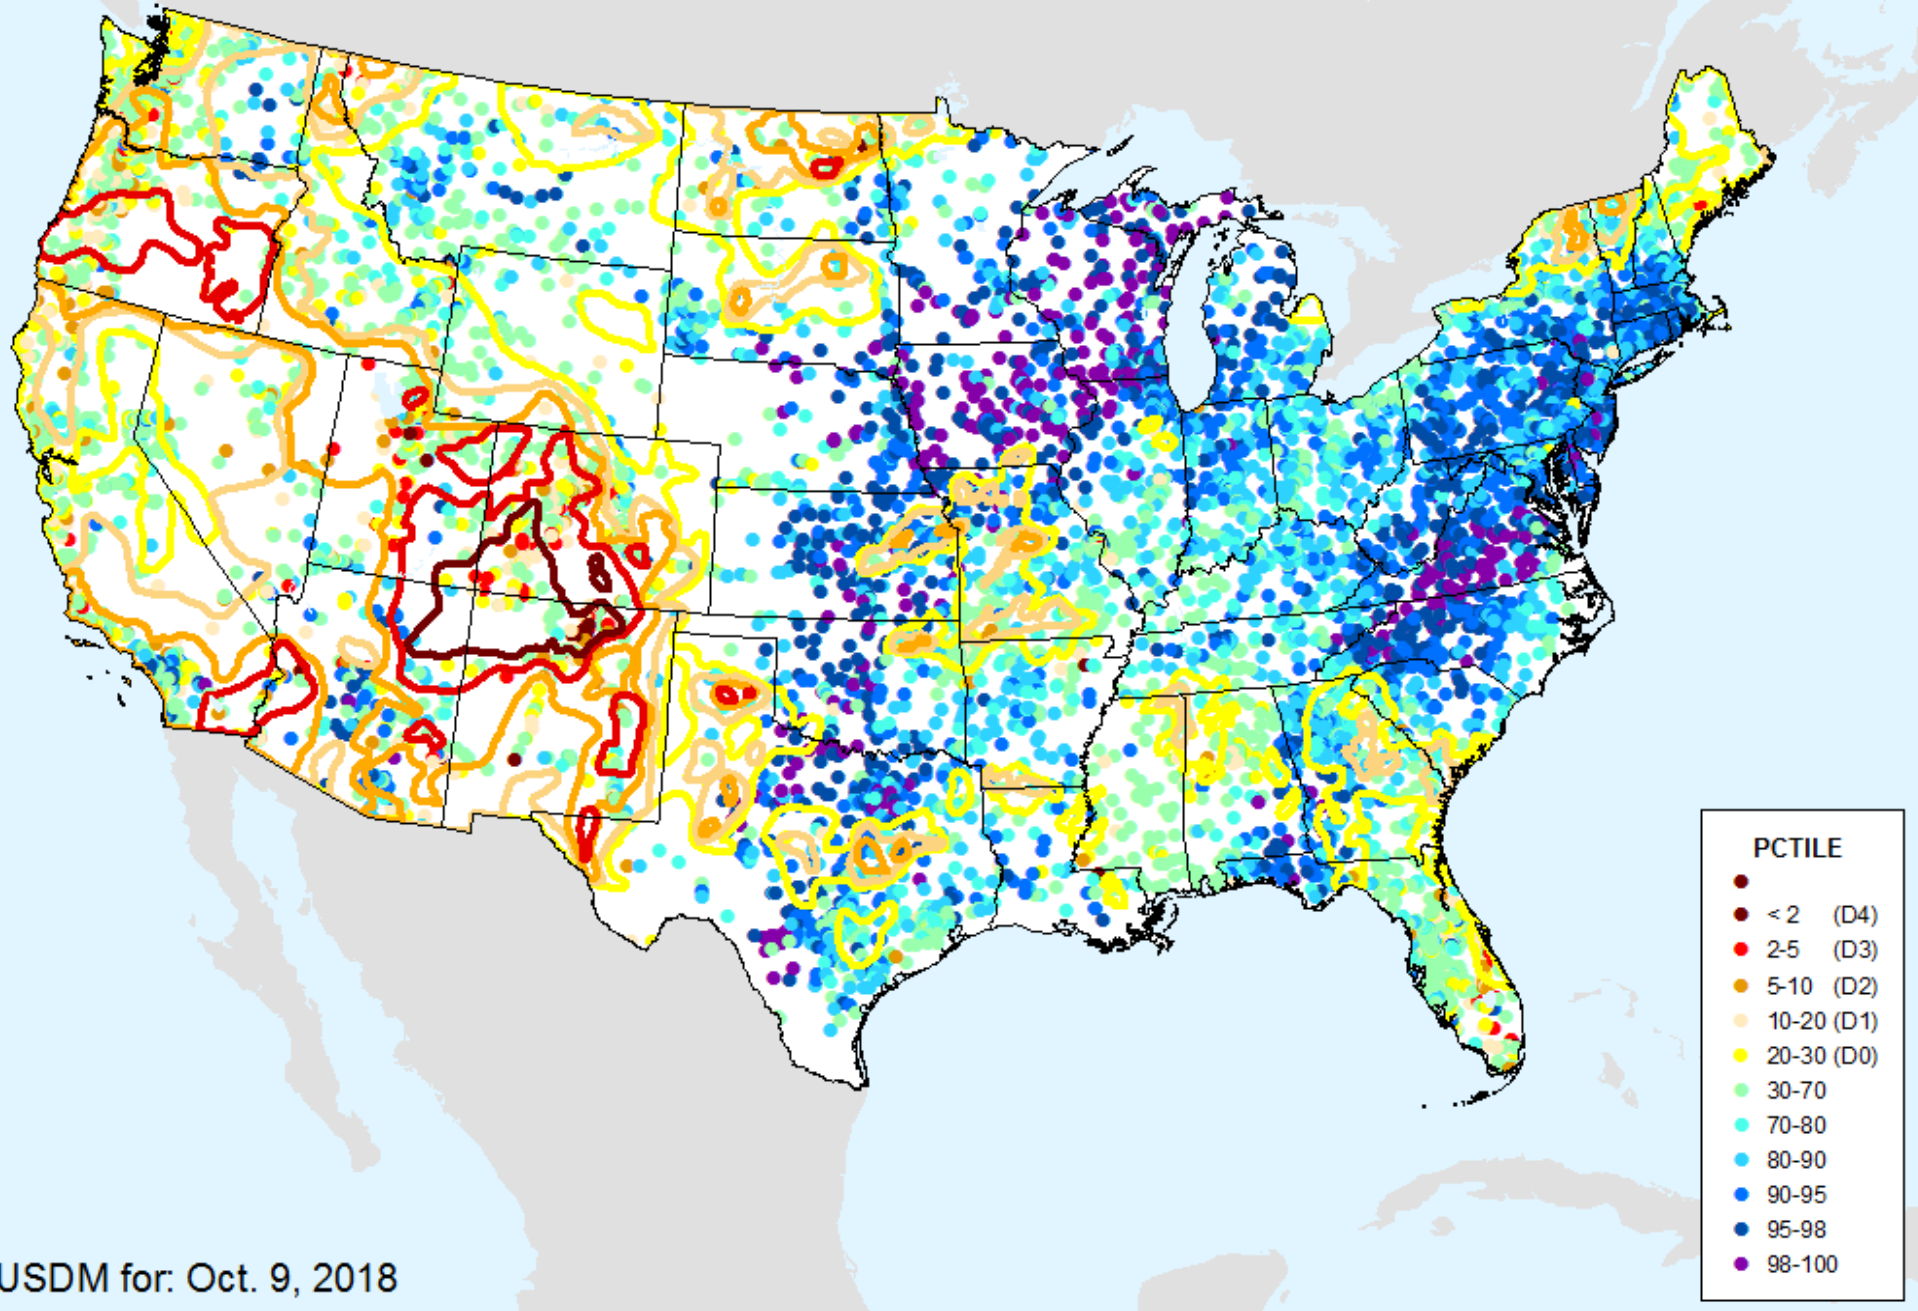 PCTILE
< 2 (D4)
2-5 (D3)
5-10 (D2)
10-20 (D1)
20-30 (D0)
30-70
70-80
80-90
90-95
95-98
98-100
USDM for: Oct. 9, 2018